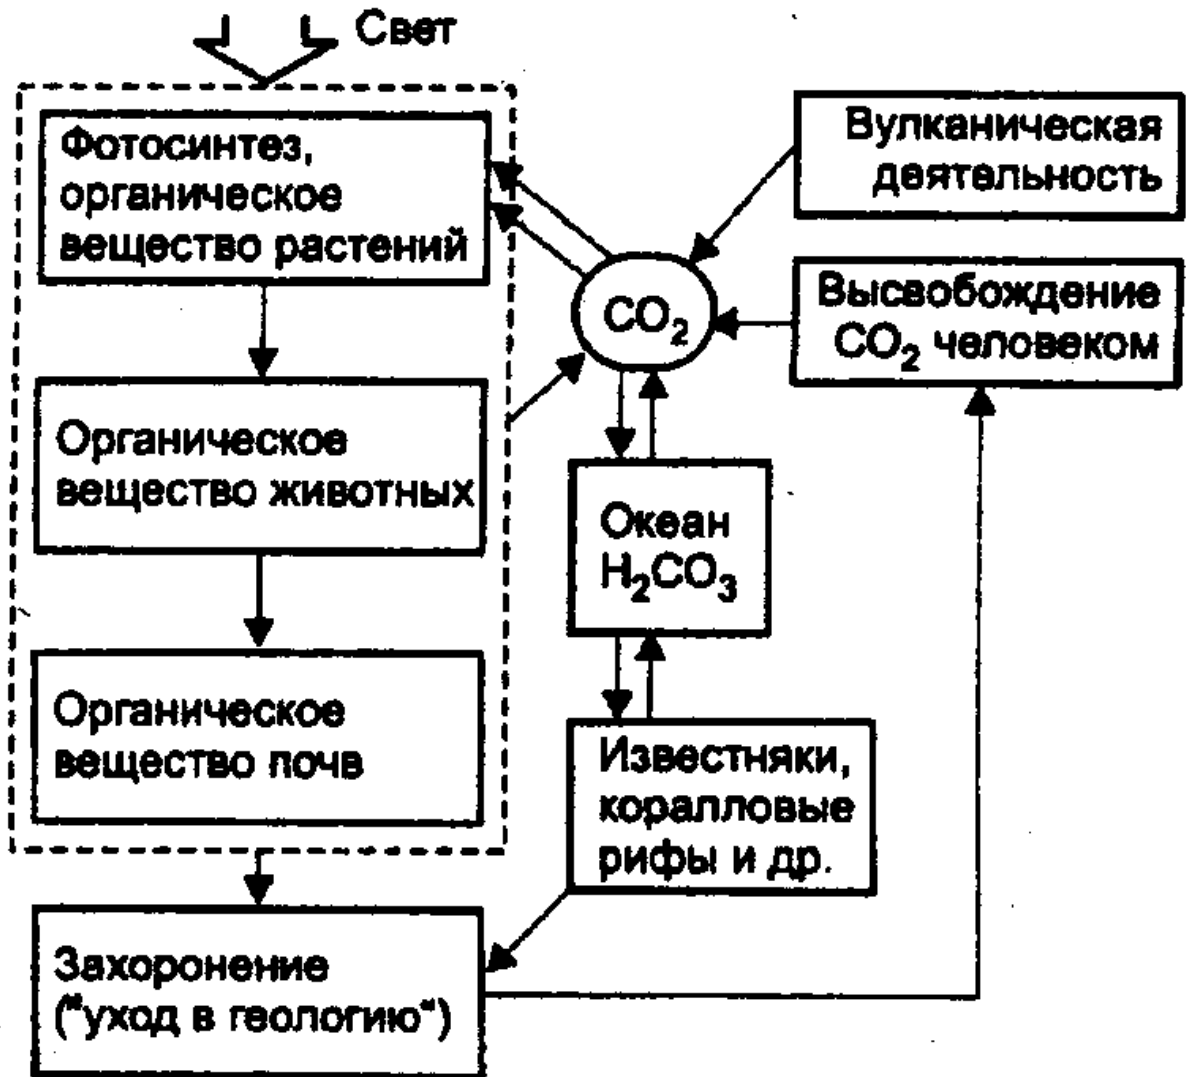 Свет
Фотосинтез,
органическое
вещество растений
Вулканическая
деятельность
CO₂
Высвобождение
CO₂ человеком
Органическое
вещество животных
Океан
H₂CO₃
Органическое
вещество почв
Известняки,
коралловые
рифы и др.
Захоронение
("уход в геологию")